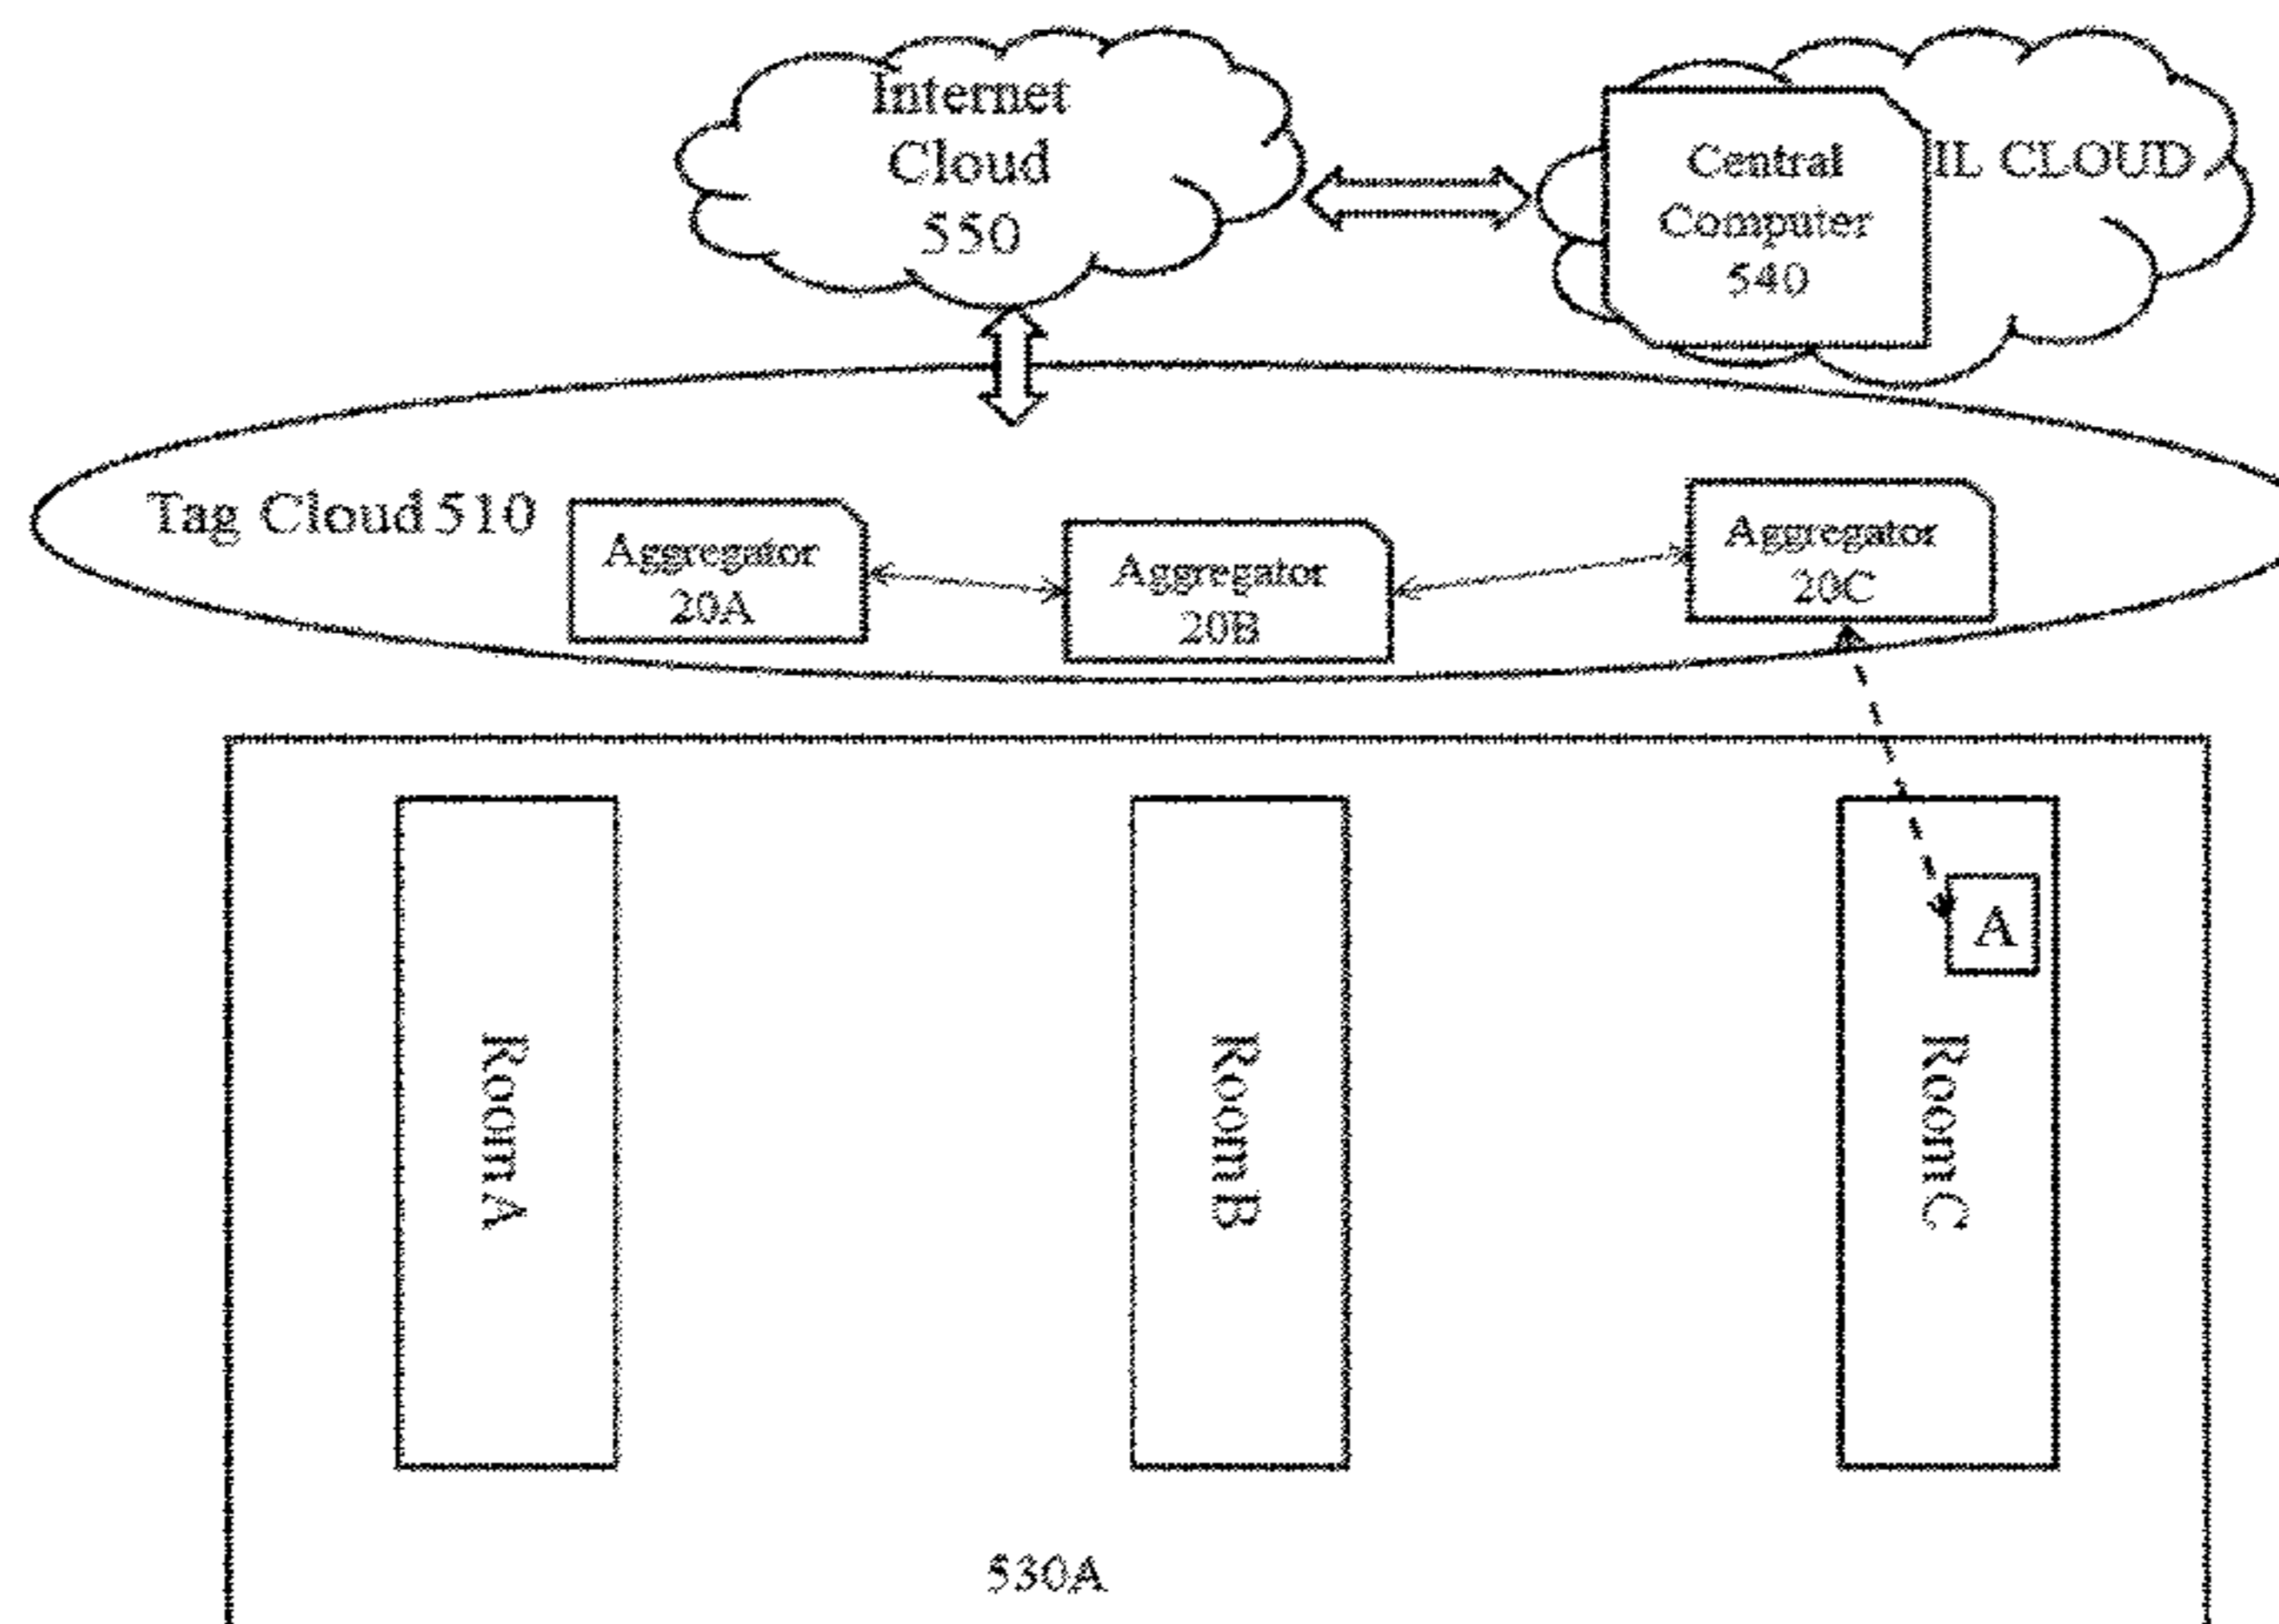 Internet
Cloud
550
Central
Computer
540
IL CLOUD
Tag Cloud 510
Aggregator
20A
Aggregator
20B
Aggregator
20C
A
Room A
Room B
Room C
530A